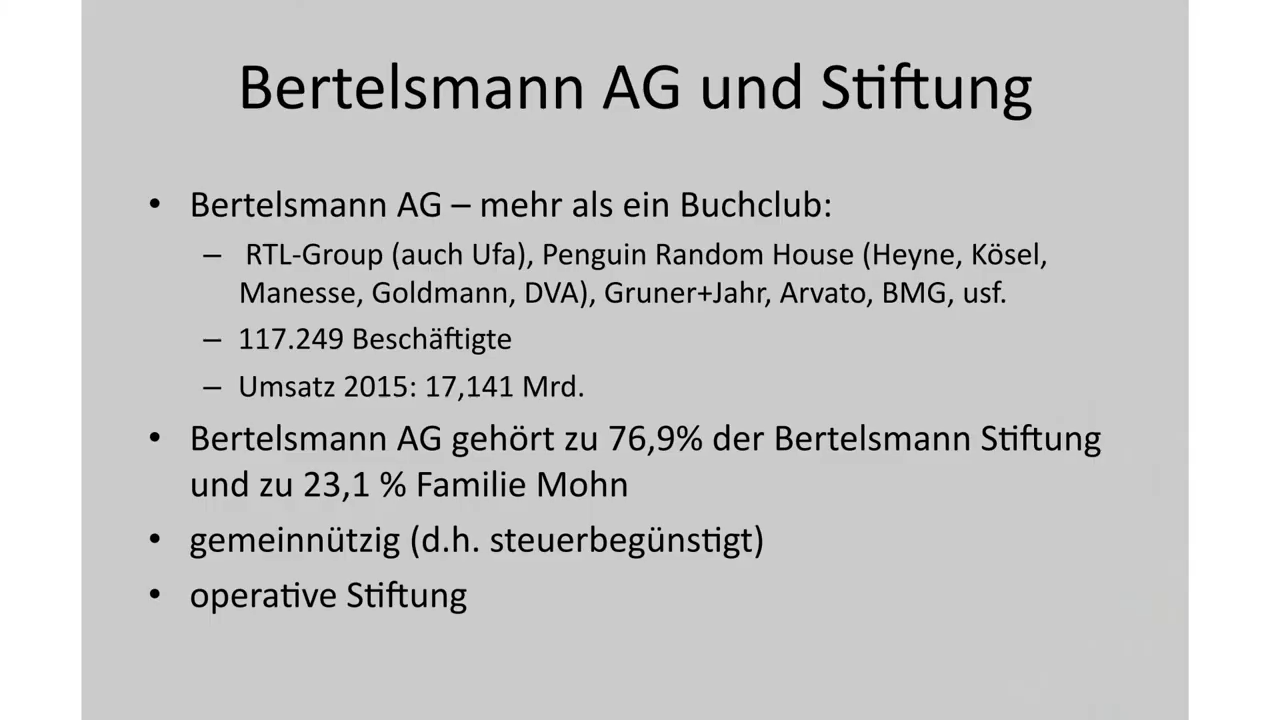 Bertelsmann AG und Stiftung
• Bertelsmann AG – mehr als ein Buchclub:
– RTL-Group (auch Ufa), Penguin Random House (Heyne, Kösel,
Manesse, Goldmann, DVA), Gruner+Jahr, Arvato, BMG, usf.
– 117.249 Beschäftigte
– Umsatz 2015: 17,141 Mrd.
• Bertelsmann AG gehört zu 76,9% der Bertelsmann Stiftung
und zu 23,1 % Familie Mohn
• gemeinnützig (d.h. steuerbegünstigt)
• operative Stiftung